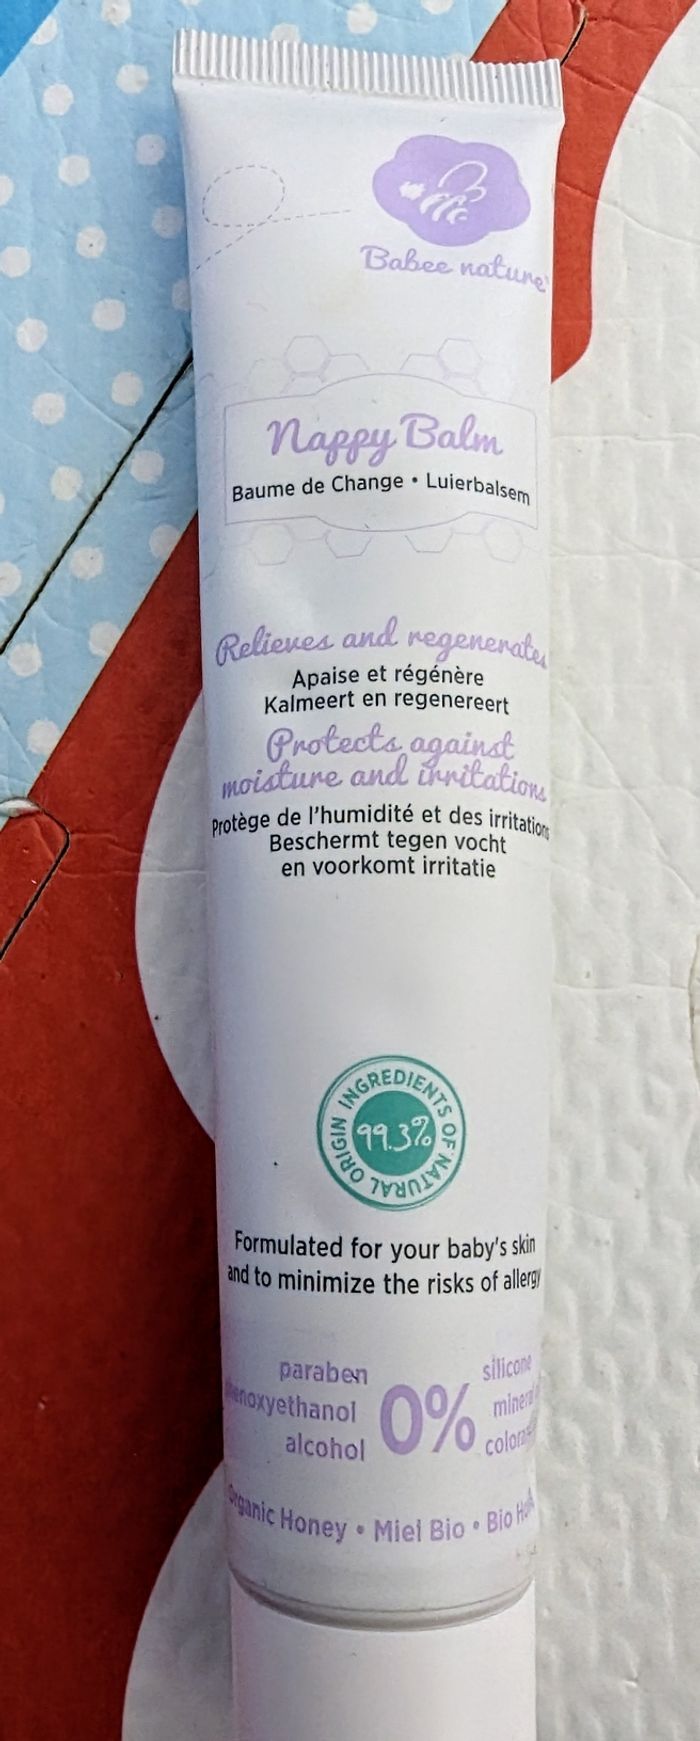 Babee nature
Nappy Balm
Baume de Change • Luierbalsem
Relieves and regenerates
Apaise et régénère
Kalmeert en regenereert
Protects against
moisture and irritations
Protège de l'humidité et des irritations
Beschermt tegen vocht
en voorkomt irritatie
INGREDIENTS OF NATURAL ORIGIN
99.3%
Formulated for your baby's skin
and to minimize the risks of allergy
paraben
alcohol
0%
silicone
Organic Honey • Miel Bio • Bio